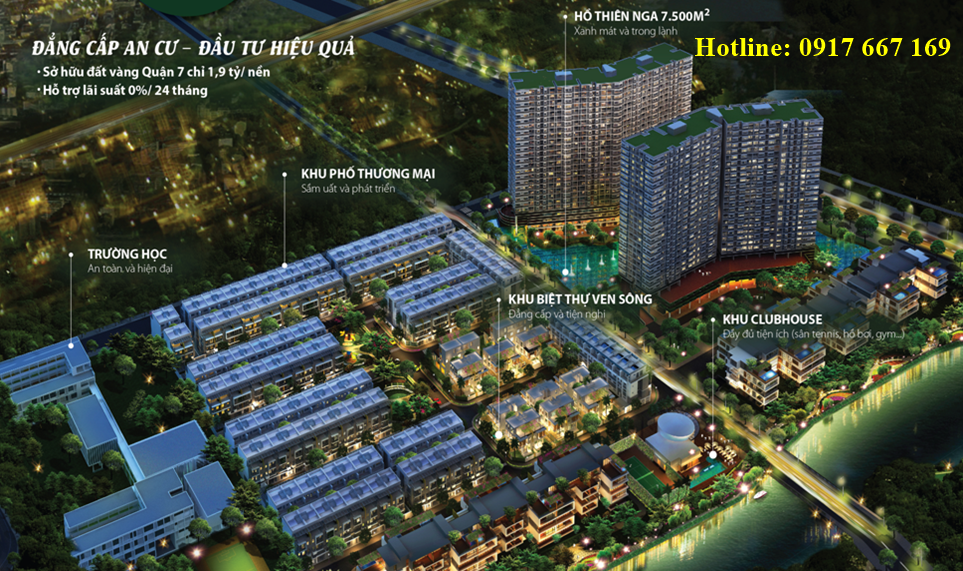 HỒ THIÊN NGA 7.500M²
Xanh mát và trong lành
Hotline: 0917 667 169
ĐẲNG CẤP AN CƯ – ĐẦU TƯ HIỆU QUẢ
• Sở hữu đất vàng Quận 7 chỉ 1,9 tỷ/ nền
• Hỗ trợ lãi suất 0%/ 24 tháng
KHU PHỐ THƯƠNG MẠI
Sầm uất và phát triển
TRƯỜNG HỌC
An toàn và hiện đại
KHU BIỆT THỰ VEN SÔNG
Đẳng cấp và tiện nghi
KHU CLUBHOUSE
Đầy đủ tiện ích (sân tennis, hồ bơi, gym...)